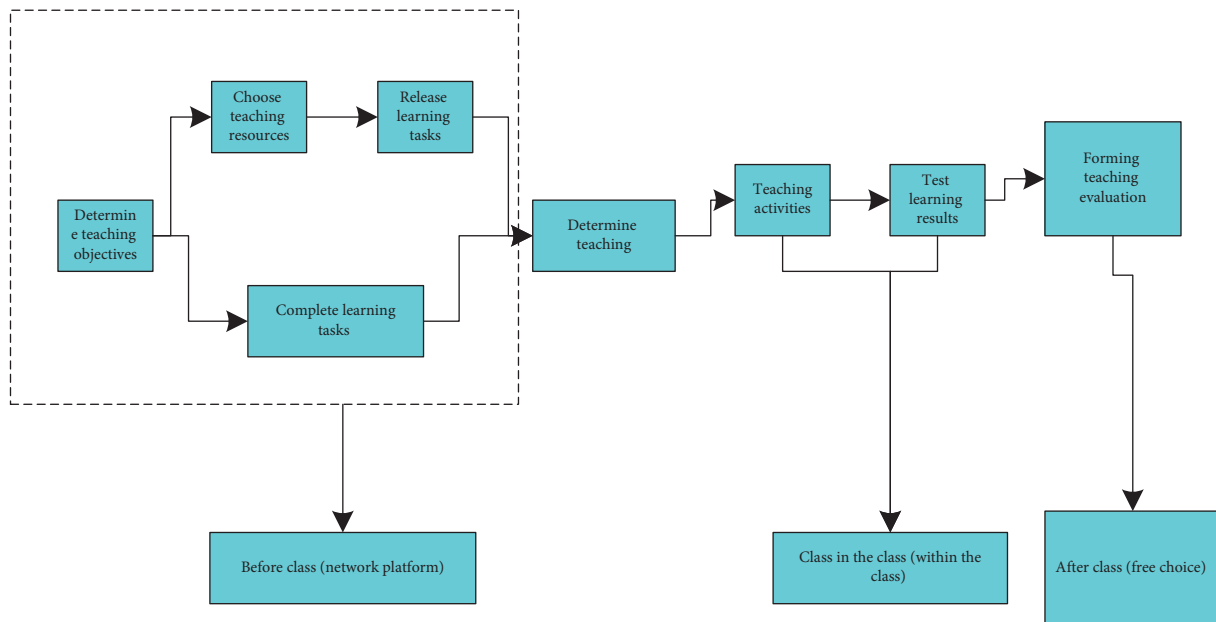 Choose
teaching
resources
Release
learning
tasks
Determin
e teaching
objectives
Complete learning
tasks
Determine
teaching
Teaching
activities
Test
learning
results
Forming
teaching
evaluation
Before class (network platform)
Class in the class (within the
class)
After class (free choice)